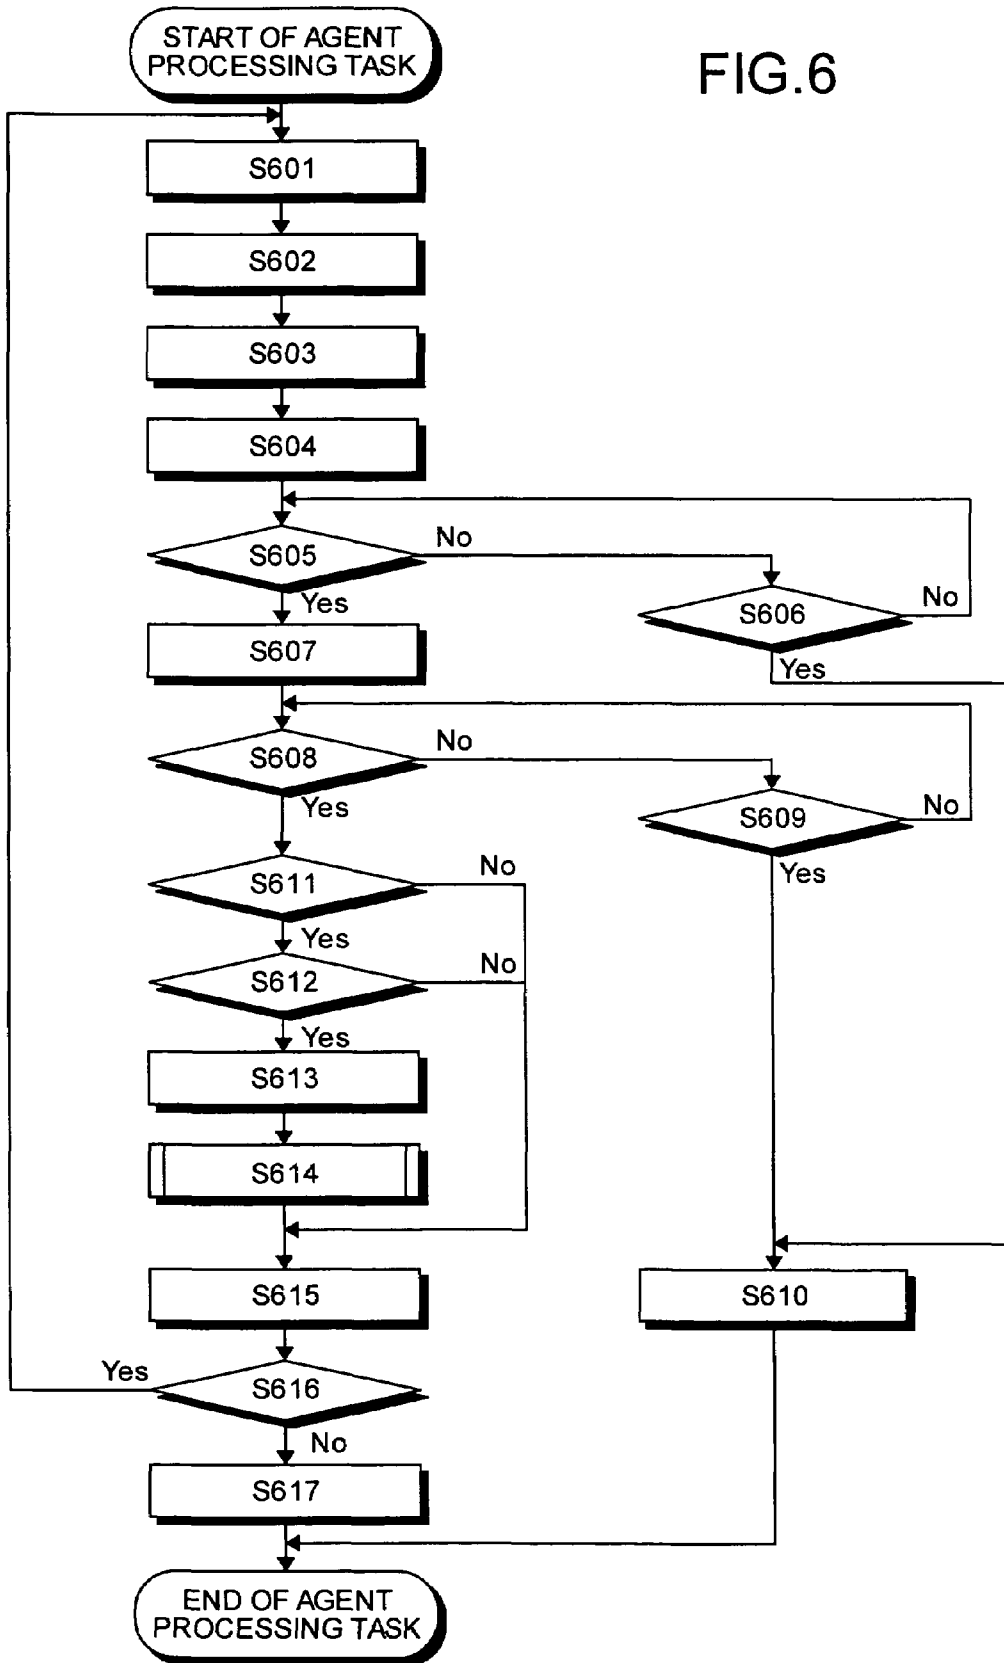 START OF AGENT
PROCESSING TASK
FIG.6
S601
S602
S603
S604
S605
No
Yes
S606
No
Yes
S607
S608
No
Yes
S609
No
Yes
S611
No
Yes
S612
No
Yes
S613
S614
S615
S610
S616
Yes
No
S617
END OF AGENT
PROCESSING TASK